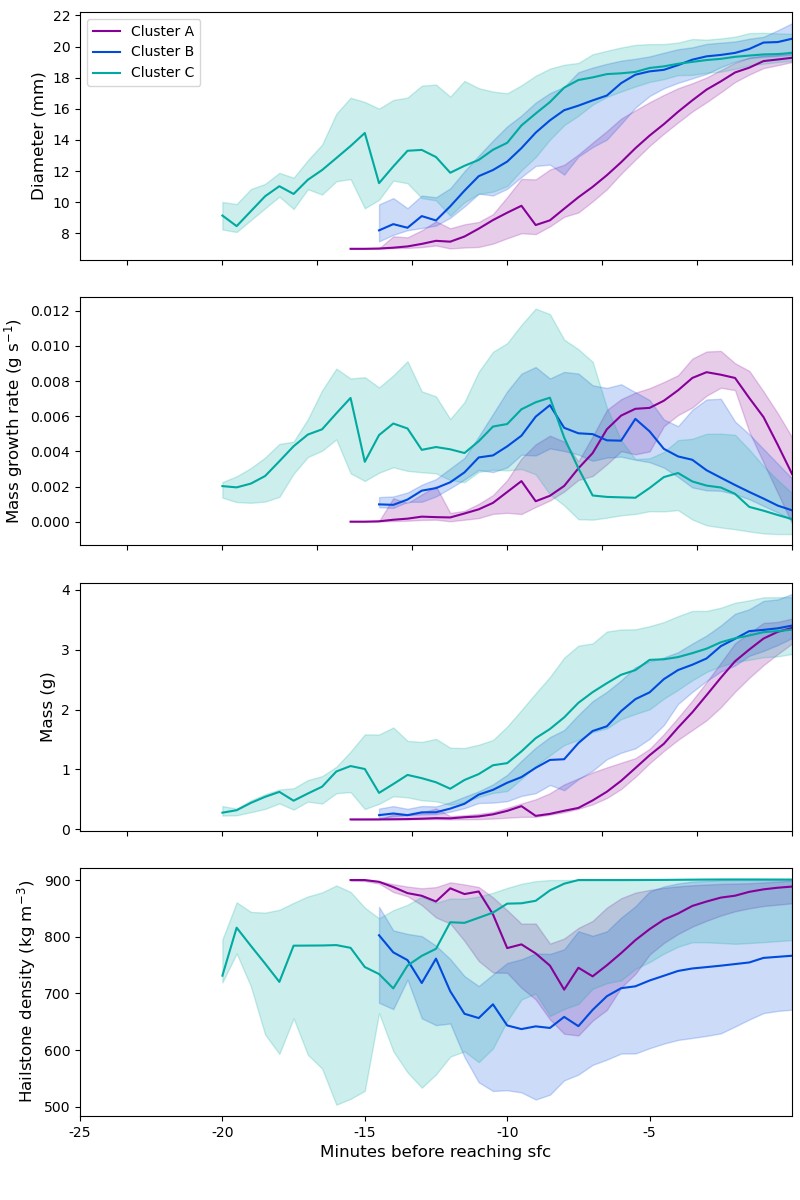 22
20
18
16
14
12
10
8
Diameter (mm)
Cluster A
Cluster B
Cluster C
0.012
0.010
0.008
0.006
0.004
0.002
0.000
Mass growth rate (g s⁻¹)
4
3
2
1
0
Mass (g)
900
800
700
600
500
Hailstone density (kg m⁻³)
-25 -20 -15 -10 -5
Minutes before reaching sfc